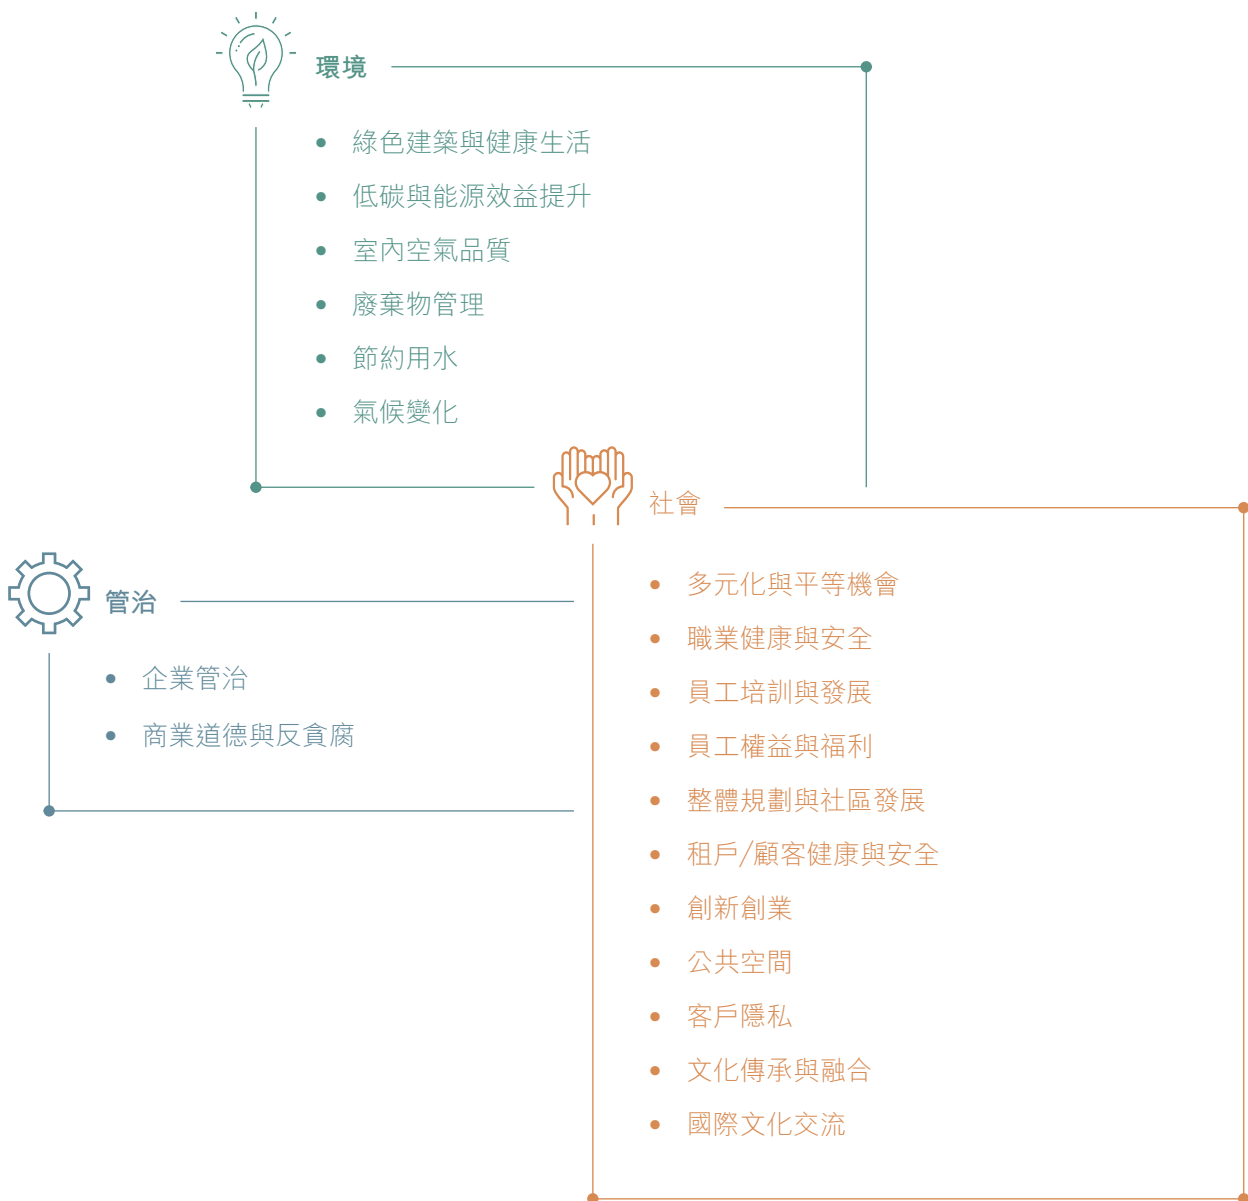 環境
• 綠色建築與健康生活
• 低碳與能源效益提升
• 室內空氣品質
• 廢棄物管理
• 節約用水
• 氣候變化
社會
• 多元化與平等機會
• 職業健康與安全
• 員工培訓與發展
• 員工權益與福利
• 整體規劃與社區發展
• 租戶/顧客健康與安全
• 創新創業
• 公共空間
• 客戶隱私
• 文化傳承與融合
• 國際文化交流
管治
• 企業管治
• 商業道德與反貪腐